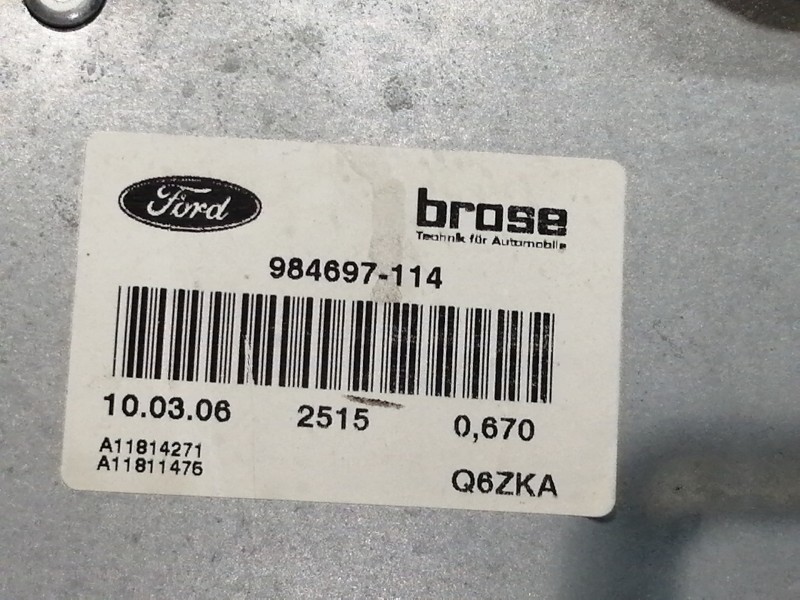 Ford
brose
Technik für Automobile
984697-114
10.03.06 2515 0,670
A11814271
A11811475
Q6ZKA